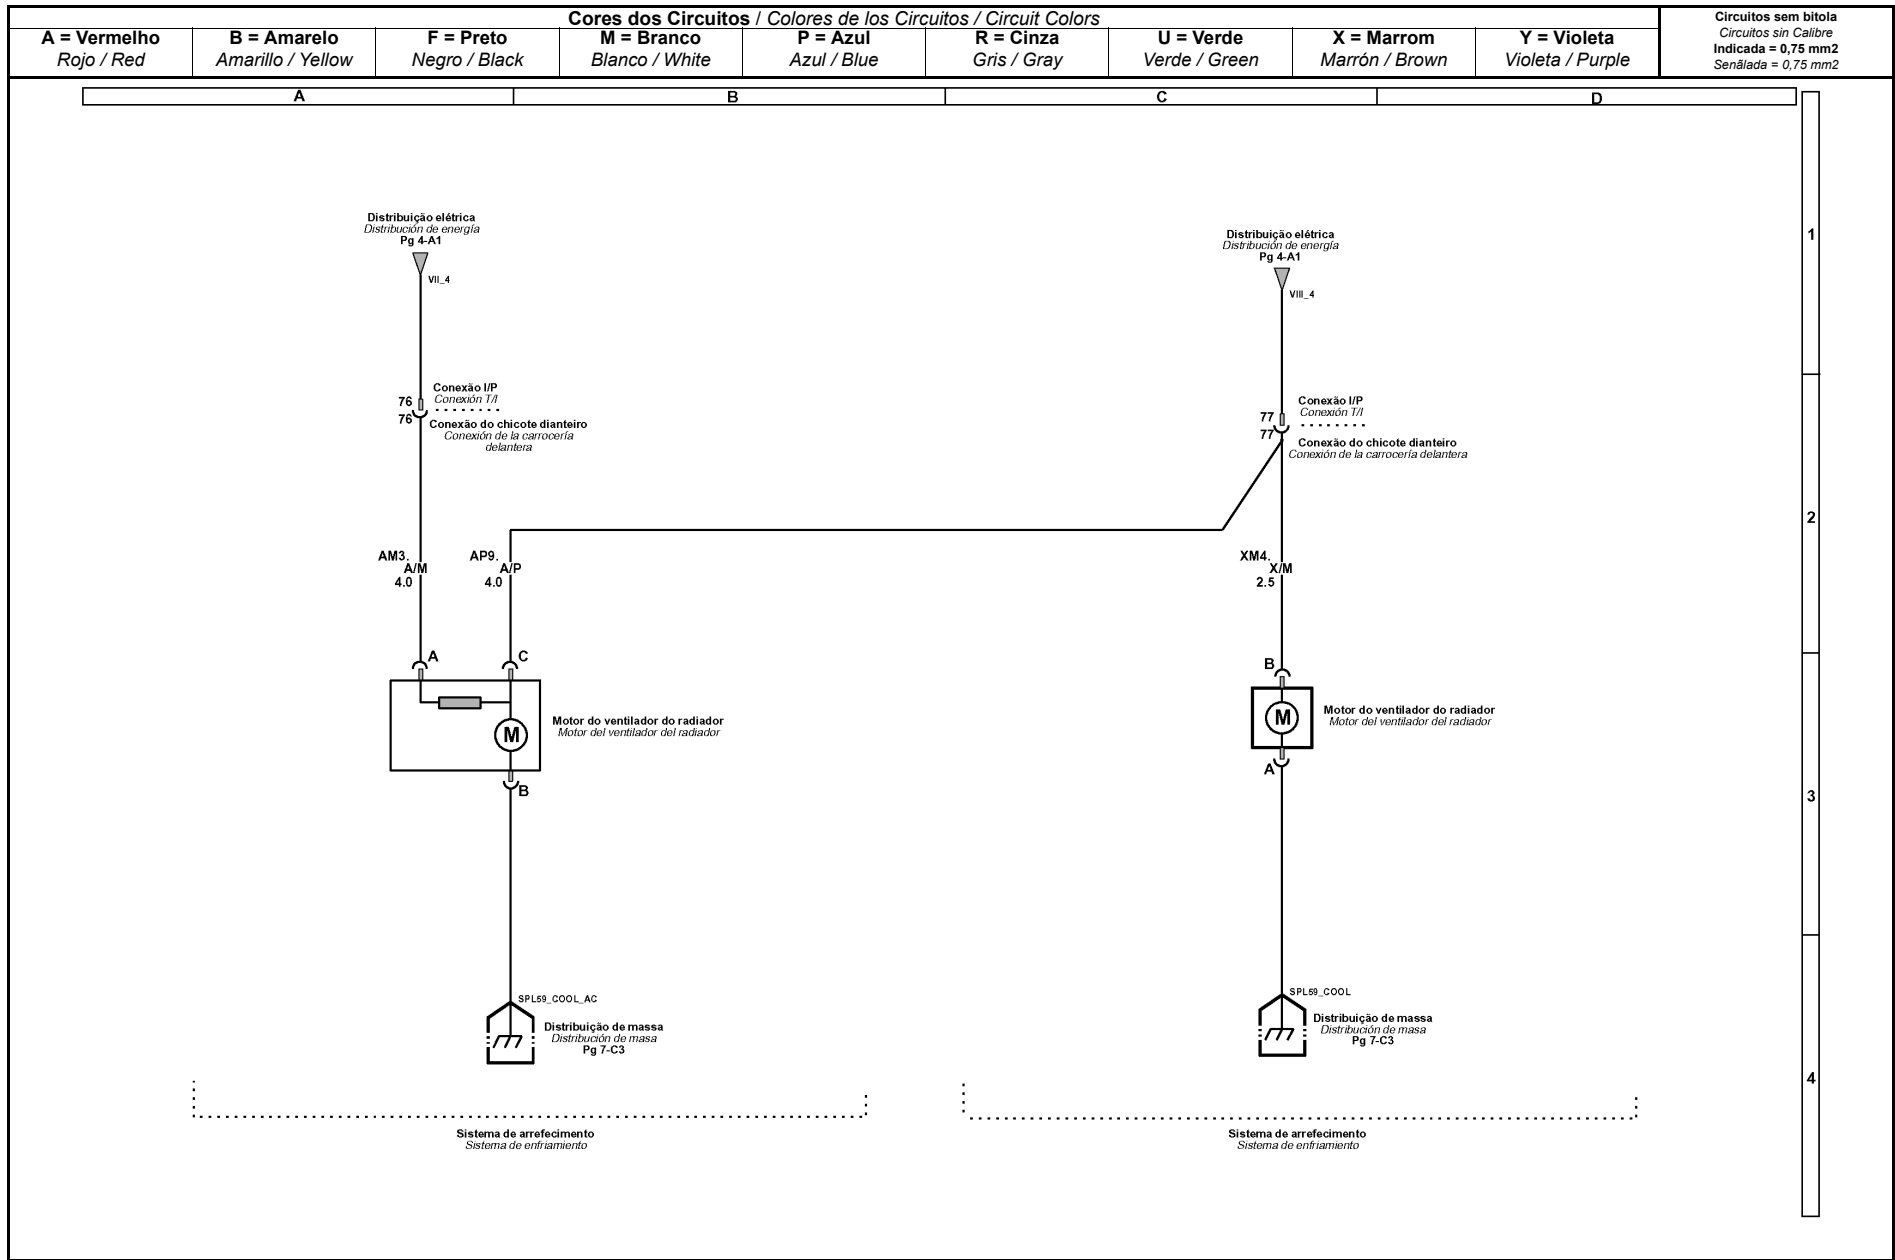 Cores dos Circuitos / Colores de los Circuitos / Circuit Colors
A = Vermelho
Rojo / Red
B = Amarelo
Amarillo / Yellow
F = Preto
Negro / Black
M = Branco
Blanco / White
P = Azul
Azul / Blue
R = Cinza
Gris / Gray
U = Verde
Verde / Green
X = Marrom
Marrón / Brown
Y = Violeta
Violeta / Purple
Circuitos sem bitola
Circuitos sin Calibre
Indicada = 0,75 mm2
Senãlada = 0,75 mm2
A
B
C
D
1
2
3
4
Distribuição elétrica
Distribución de energía
Pg 4-A1
VII_4
76
76
Conexão I/P
Conexión T/I
Conexão do chicote dianteiro
Conexión de la carrocería
delantera
AM3.
A/M
4.0
AP9.
A/P
4.0
A
C
M
B
Motor do ventilador do radiador
Motor del ventilador del radiador
SPL59_COOL_AC
Distribuição de massa
Distribución de masa
Pg 7-C3
Sistema de arrefecimento
Sistema de enfriamiento
Distribuição elétrica
Distribución de energía
Pg 4-A1
VIII_4
77
77
Conexão I/P
Conexión T/I
Conexão do chicote dianteiro
Conexión de la carrocería delantera
XM4.
X/M
2.5
B
M
A
Motor do ventilador do radiador
Motor del ventilador del radiador
SPL59_COOL
Distribuição de massa
Distribución de masa
Pg 7-C3
Sistema de arrefecimento
Sistema de enfriamiento